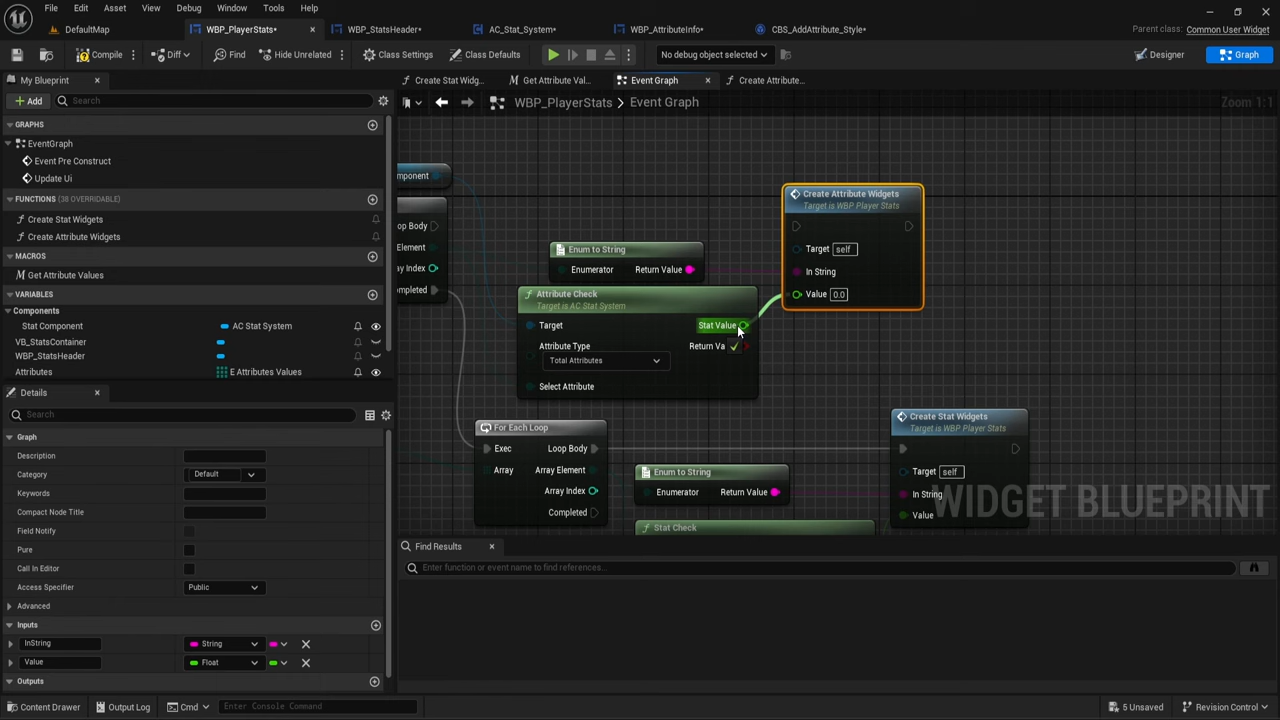 File Edit Asset View Debug Window Tools Help
DefaultMap
WBP_PlayerStats*
WBP_StatsHeader*
AC_Stat_System*
WBP_AttributeInfo*
CBS_AddAttribute_Style*
Parent class: Common User Widget
Compile
Diff
Find
Hide Unrelated
Class Settings
Class Defaults
No debug object selected
Designer
Graph
My Blueprint
Create Stat Widg...
Get Attribute Val...
Event Graph
Create Attribute...
Add
Search
WBP_PlayerStats > Event Graph
Zoom 1:1
GRAPHS
EventGraph
Event Pre Construct
Update Ui
FUNCTIONS (38 OVERRIDABLE)
Create Stat Widgets
Create Attribute Widgets
MACROS
Get Attribute Values
VARIABLES
Components
Stat Component AC Stat System
VB_StatsContainer
WBP_StatsHeader
Attributes E Attributes Values
Details
Search
Graph
Description
Category Default
Keywords
Compact Node Title
Field Notify
Pure
Call In Editor
Access Specifier Public
Advanced
Inputs
InString String
Value Float
Outputs
mponent
op Body
Element
ay Index
ompleted
Enum to String
Enumerator Return Value
Attribute Check
Target is AC Stat System
Target Stat Value
Attribute Type Return Va
Total Attributes
Select Attribute
Create Attribute Widgets
Target is WBP Player Stats
Target self
In String
Value 0.0
For Each Loop
Exec Loop Body
Array Array Element
Array Index
Completed
Enum to String
Enumerator Return Value
Stat Check
Create Stat Widgets
Target is WBP Player Stats
Target self
In String
Value
WIDGET BLUEPRINT
Find Results
Enter function or event name to find references...
Content Drawer
Output Log
Cmd
Enter Console Command
5 Unsaved
Revision Control